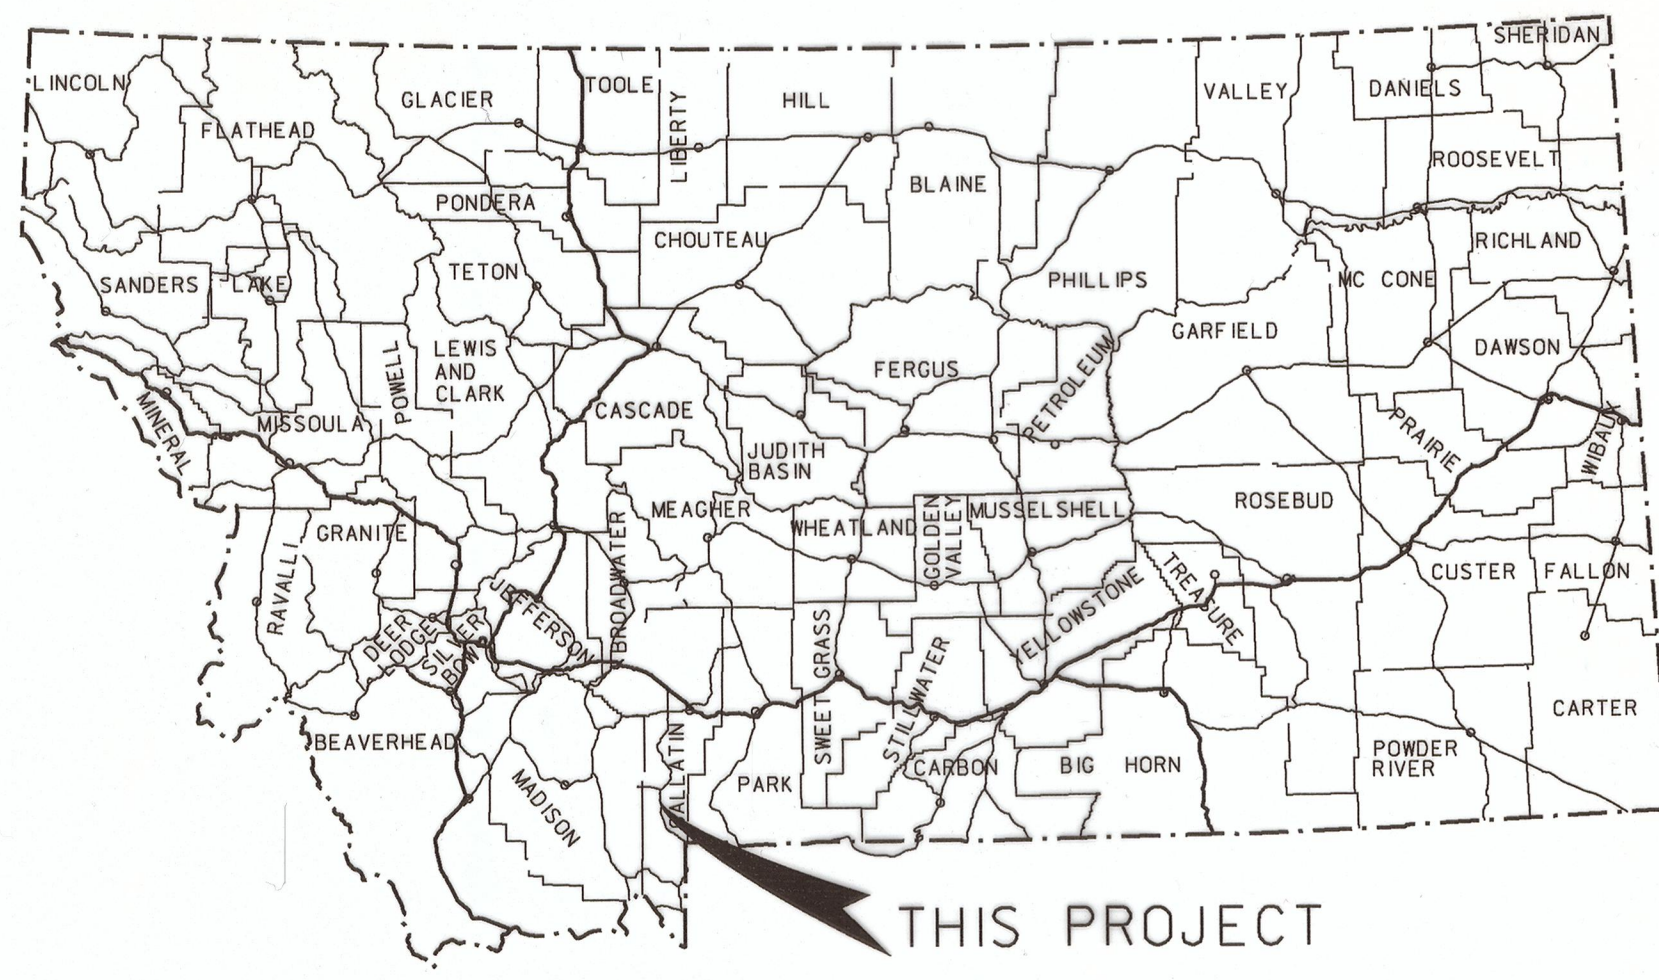 SHERIDAN
LINCOLN
TOOLE
GLACIER
HILL
VALLEY
DANIELS
FLATHEAD
LIBERTY
ROOSEVELT
BLAINE
PONDERA
CHOUTEAU
RICHLAND
TETON
PHILLIPS
MC CONE
SANDERS
LAKE
GARFIELD
DAWSON
LEWIS
AND
CLARK
POWELL
FERGUS
PETROLEUM
CASCADE
MINERAL
MISSOULA
PRAIRIE
WIBAUX
JUDITH
BASIN
ROSEBUD
MEAGHER
WHEATLAND
GOLDEN
VALLEY
MUSSELSHELL
GRANITE
RAVALLI
BROADWATER
JEFFERSON
TREASURE
CUSTER
FALLON
YELLOWSTONE
DEER
LODGE
SILVER
BOW
SWEET GRASS
STILLWATER
CARTER
BEAVERHEAD
GALLATIN
POWDER
RIVER
MADISON
PARK
CARBON
BIG HORN
THIS PROJECT